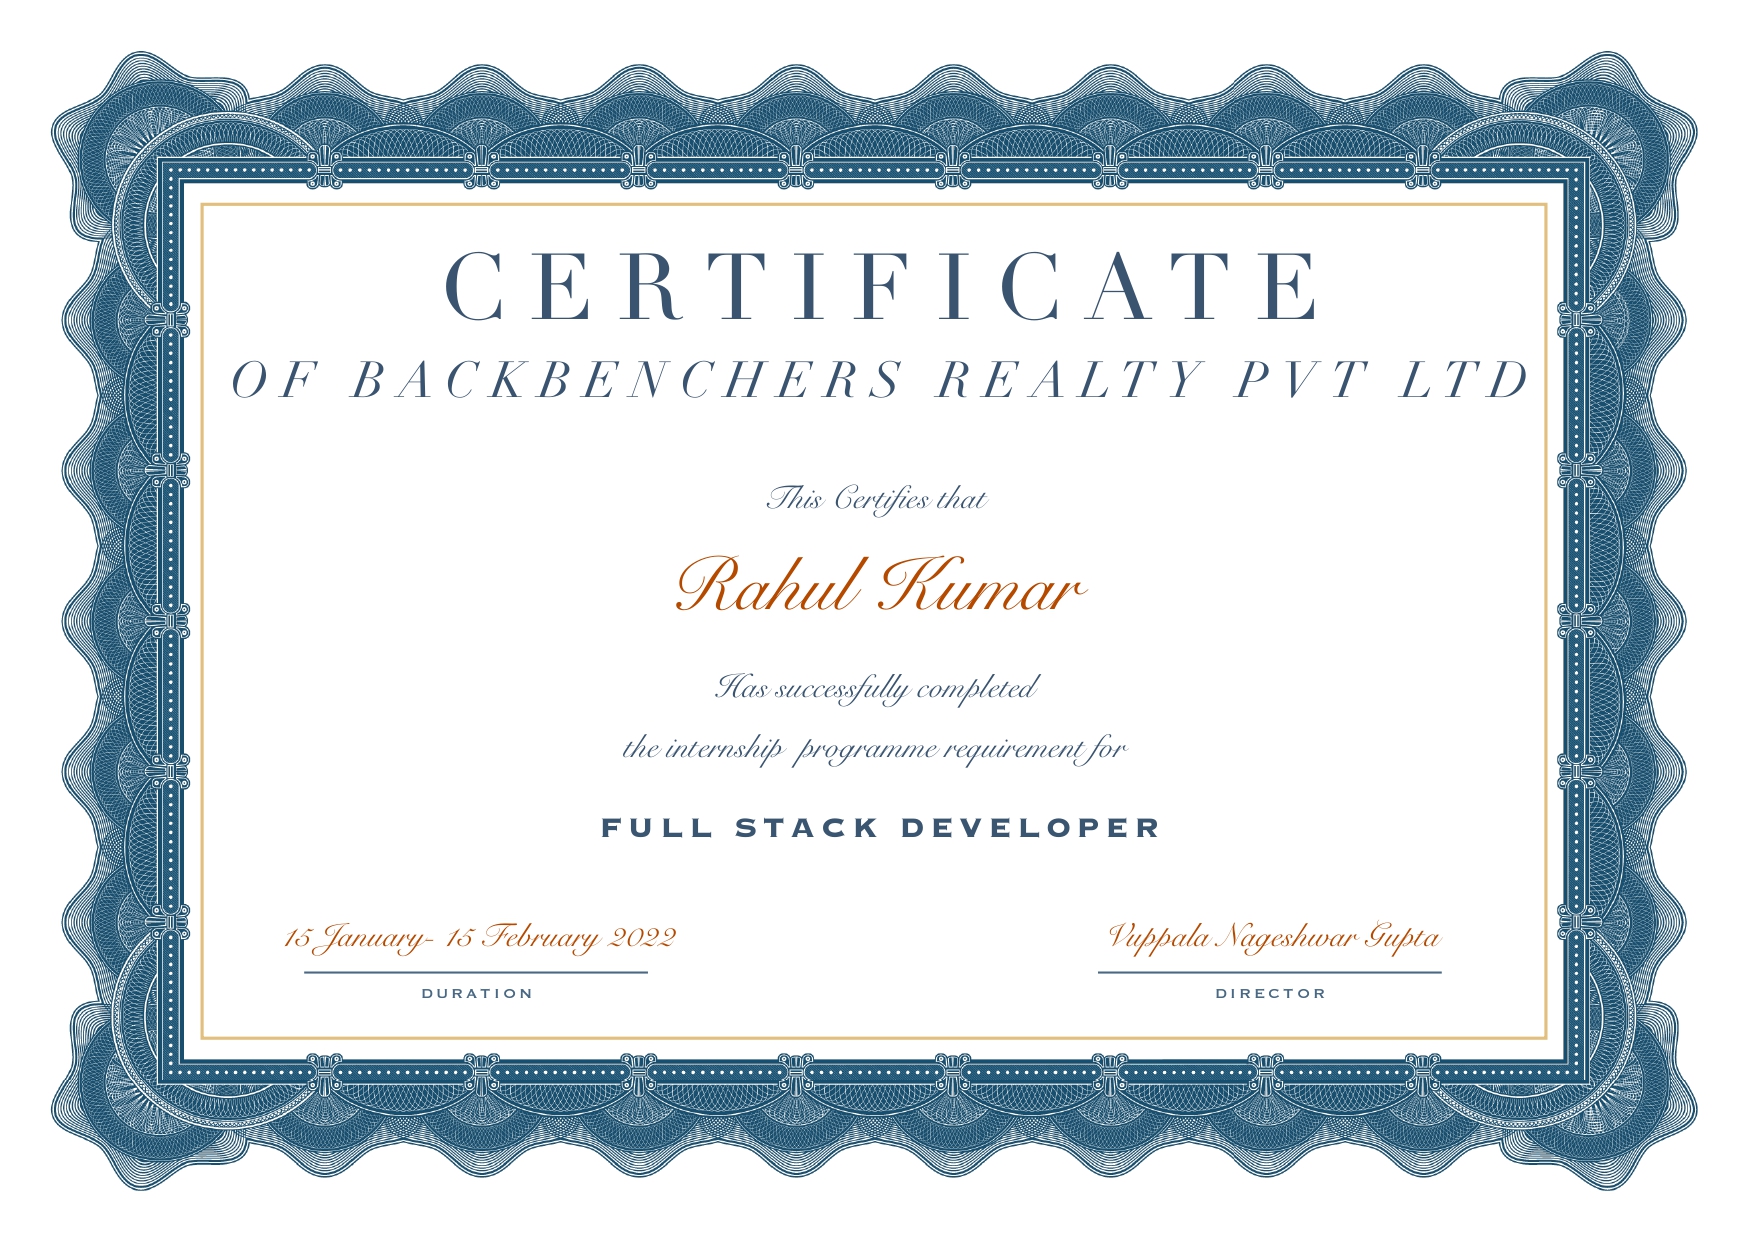 CERTIFICATE
OF BACKBENCHERS REALTY PVT LTD
This Certifies that
Rahul Kumar
Has successfully completed
the internship programme requirement for
FULL STACK DEVELOPER
15 January- 15 February 2022
DURATION
Vuppala Nageshwar Gupta
DIRECTOR